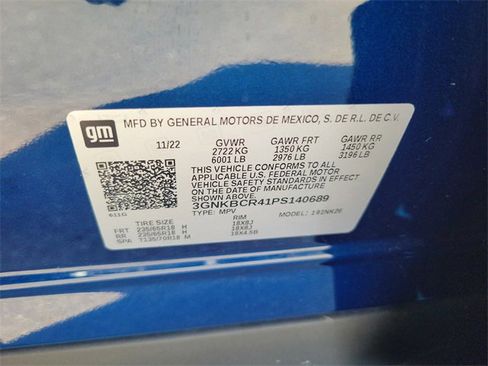 gm
MFD BY GENERAL MOTORS DE MEXICO, S. DE R.L. DE C.V.
11/22 GVWR GAWR FRT GAWR RR
2722 KG 1350 KG 1450 KG
6001 LB 2976 LB 3196 LB
THIS VEHICLE CONFORMS TO ALL
APPLICABLE U.S. FEDERAL MOTOR
VEHICLE SAFETY STANDARDS IN
EFFECT ON THE DATE OF MANUFACTURE
SHOWN ABOVE.
3GNKBCR41PS140689
TYPE: MPV MODEL: 1
611G
TIRE SIZE RIM
FRT 235/65R18 H 18X8J
RR 235/65R18 H 18X8J
SPA T135/70R18 M 18X4.5B